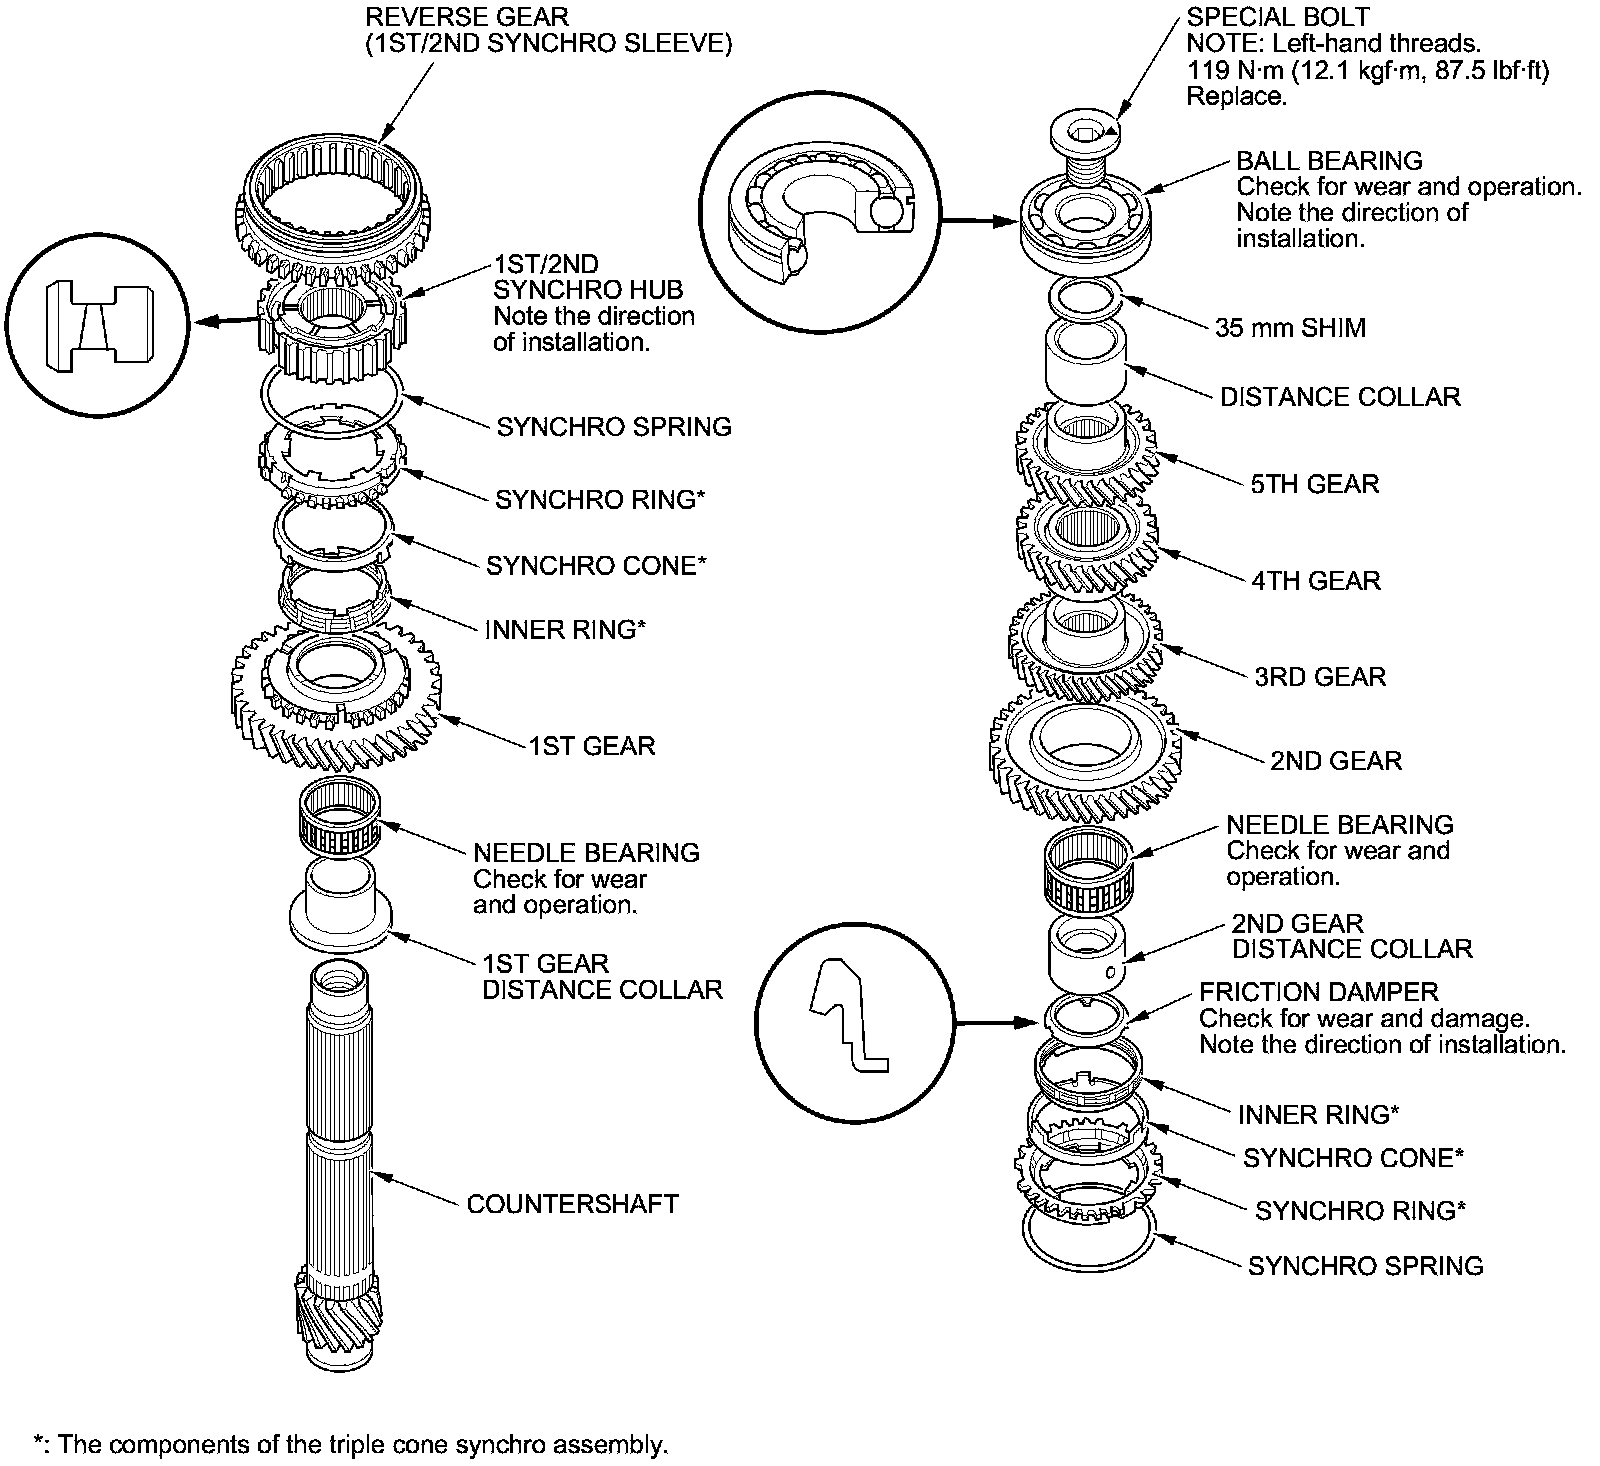 REVERSE GEAR
(1ST/2ND SYNCHRO SLEEVE)
1ST/2ND
SYNCHRO HUB
Note the direction
of installation.
SYNCHRO SPRING
SYNCHRO RING*
SYNCHRO CONE*
INNER RING*
1ST GEAR
NEEDLE BEARING
Check for wear
and operation.
1ST GEAR
DISTANCE COLLAR
COUNTERSHAFT
SPECIAL BOLT
NOTE: Left-hand threads.
119 N·m (12.1 kgf·m, 87.5 lbf·ft)
Replace.
BALL BEARING
Check for wear and operation.
Note the direction of
installation.
35 mm SHIM
DISTANCE COLLAR
5TH GEAR
4TH GEAR
3RD GEAR
2ND GEAR
NEEDLE BEARING
Check for wear and
operation.
2ND GEAR
DISTANCE COLLAR
FRICTION DAMPER
Check for wear and damage.
Note the direction of installation.
INNER RING*
SYNCHRO CONE*
SYNCHRO RING*
SYNCHRO SPRING
*: The components of the triple cone synchro assembly.